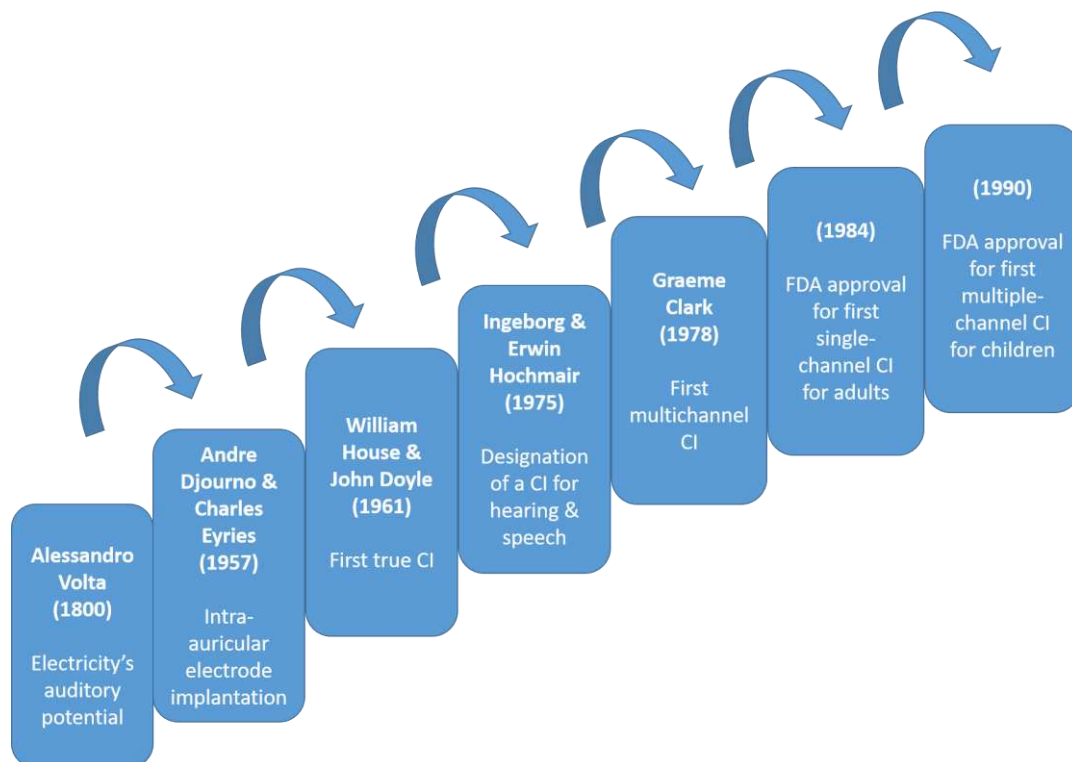 Alessandro
Volta
(1800)
Electricity's
auditory
potential
Andre
Djourno &
Charles
Eyries
(1957)
Intra-
auricular
electrode
implantation
William
House &
John Doyle
(1961)
First true CI
Ingeborg &
Erwin
Hochmair
(1975)
Designation
of a CI for
hearing &
speech
Graeme
Clark
(1978)
First
multichannel
CI
(1984)
FDA approval
for first
single-
channel CI
for adults
(1990)
FDA approval
for first
multiple-
channel CI
for children